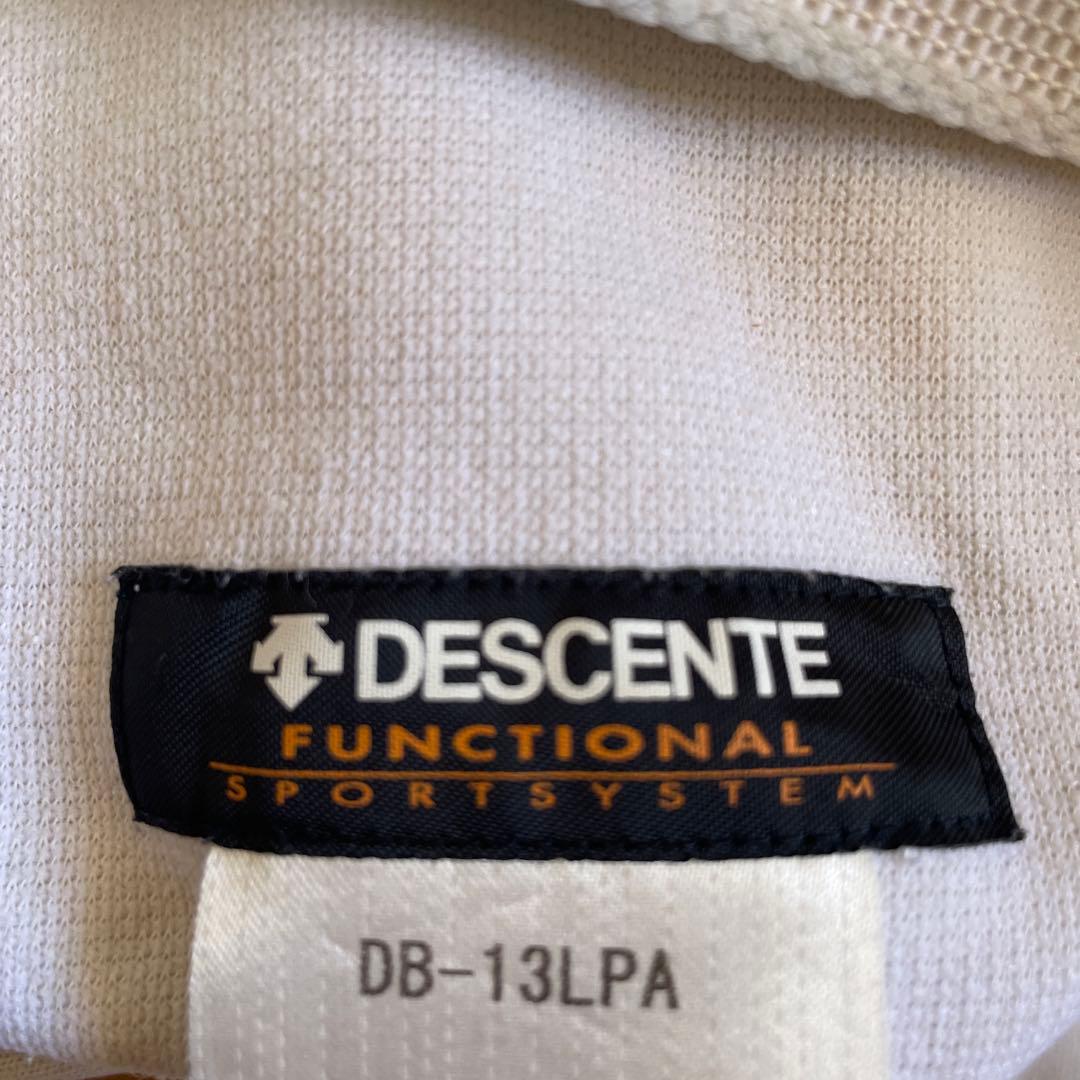 DESCENTE
FUNCTIONAL
SPORTSYSTEM
DB-13LPA